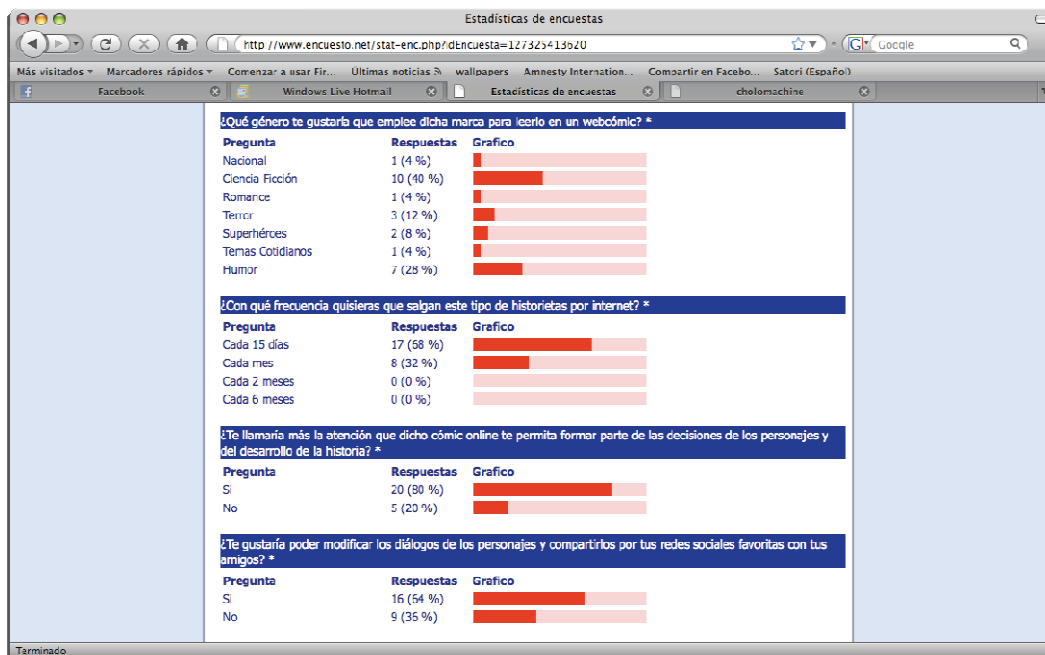 Estadísticas de encuestas
http://www.encuesto.net/stat-enc.php?idEncuesta=127325413620
Google
Más visitados Marcadores rápidos Comenzar a usar Fir... Últimas noticias wallpapers Amnesty Internation... Compartir en Facebo... Satori (Español)
Facebook Windows Live Hotmail Estadísticas de encuestas cholomachine
¿Qué género te gustaría que emplee dicha marca para leerlo en un webcómic? *
Pregunta Respuestas Grafico
Nacional 1 (4 %)
Ciencia Ficción 10 (40 %)
Romance 1 (4 %)
Terror 3 (12 %)
Superhéroes 2 (8 %)
Temas Cotidianos 1 (4 %)
Humor 7 (28 %)
¿Con qué frecuencia quisieras que salgan este tipo de historietas por internet? *
Pregunta Respuestas Grafico
Cada 15 días 17 (68 %)
Cada mes 8 (32 %)
Cada 2 meses 0 (0 %)
Cada 6 meses 0 (0 %)
¿Te llamaría más la atención que dicho cómic online te permita formar parte de las decisiones de los personajes y
del desarrollo de la historia? *
Pregunta Respuestas Grafico
Si 20 (80 %)
No 5 (20 %)
¿Te gustaría poder modificar los diálogos de los personajes y compartirlos por tus redes sociales favoritas con tus
amigos? *
Pregunta Respuestas Grafico
Si 16 (64 %)
No 9 (36 %)
Terminado